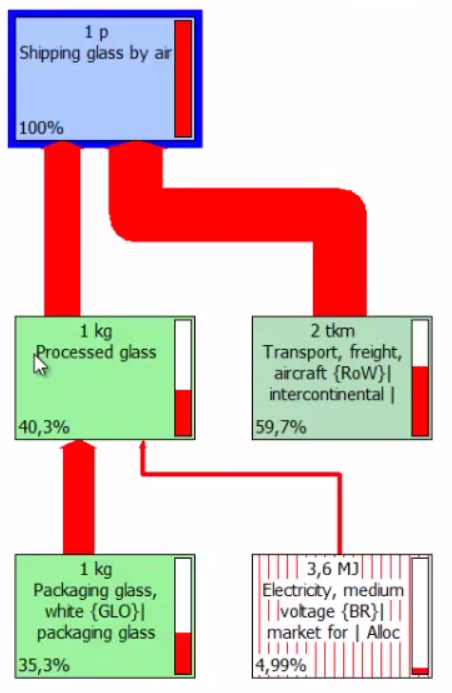 1 p
Shipping glass by air
100%
1 kg
Processed glass
40,3%
2 tkm
Transport, freight,
aircraft {RoW}|
intercontinental |
59,7%
1 kg
Packaging glass,
white {GLO}|
packaging glass
35,3%
3,6 MJ
Electricity, medium
voltage {BR}|
market for | Alloc
4,99%